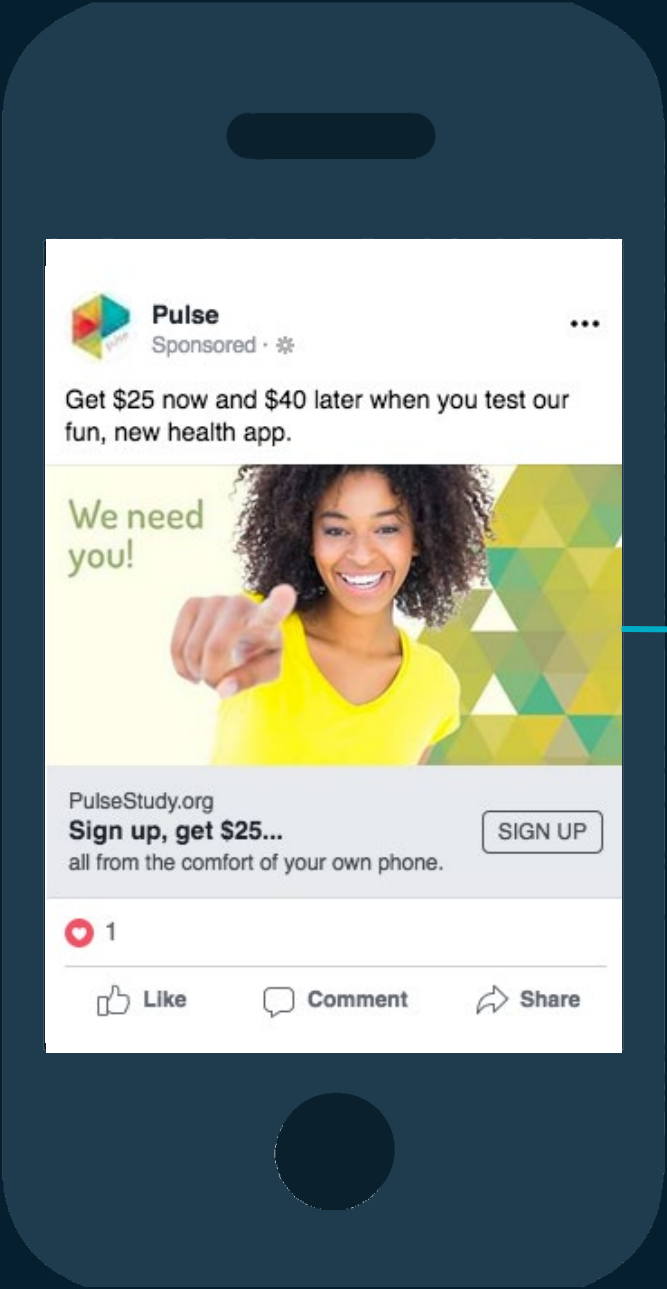 Pulse
Sponsored ·
Get $25 now and $40 later when you test our
fun, new health app.
We need
you!
PulseStudy.org
Sign up, get $25...
all from the comfort of your own phone.
SIGN UP
1
Like Comment Share